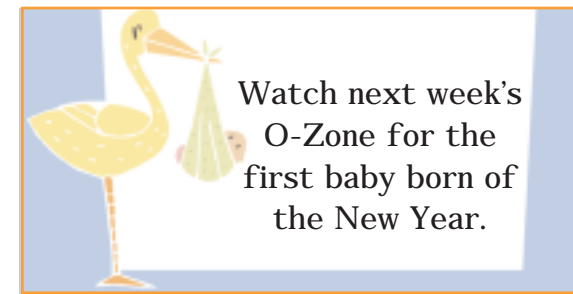 Watch next week's
O-Zone for the
first baby born of
the New Year.